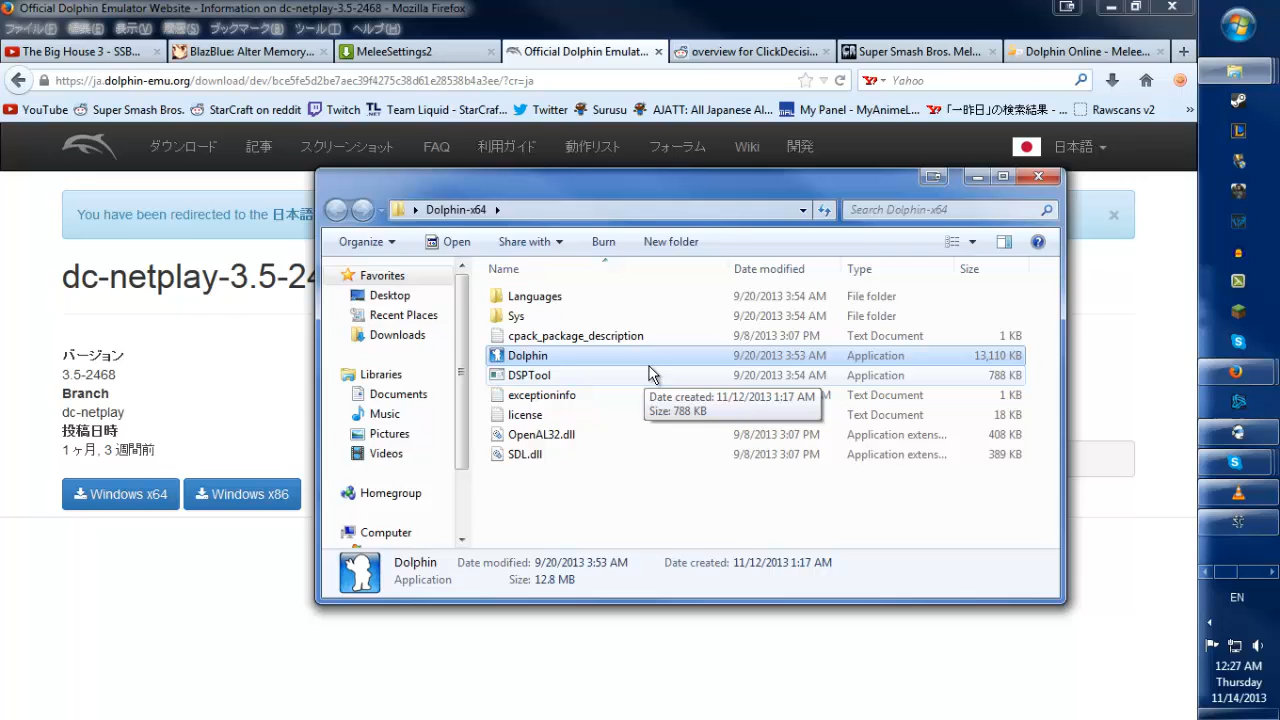 Official Dolphin Emulator Website - Information on dc-netplay-3.5-2468 - Mozilla Firefox
ファイル(F) 編集(E) 表示(V) 履歴(S) ブックマーク(B) ツール(T) ヘルプ(H)
The Big House 3 - SSB...
BlazBlue: Alter Memory...
MeleeSettings2
Official Dolphin Emulat...
overview for ClickDecisi...
Super Smash Bros. Mel...
Dolphin Online - Melee...
https://ja.dolphin-emu.org/download/dev/bce5fe5d2be7aec39f4275c38d61e28538b4a3ee/?cr=ja
Yahoo
YouTube Super Smash Bros. StarCraft on reddit Twitch Team Liquid - StarCraf... Twitter Surusu AJATT: All Japanese Al... My Panel - MyAnimeL... 「一昨日」の検索結果 - ... Rawscans v2 »
ダウンロード 記事 スクリーンショット FAQ 利用ガイド 動作リスト フォーラム Wiki 開発 日本語
You have been redirected to the 日本語
dc-netplay-3.5-24
バージョン
3.5-2468
Branch
dc-netplay
投稿日時
1ヶ月, 3 週間前
Windows x64 Windows x86
Dolphin-x64
Search Dolphin-x64
Organize Open Share with Burn New folder
Favorites
Desktop
Recent Places
Downloads
Libraries
Documents
Music
Pictures
Videos
Homegroup
Computer
Name Date modified Type Size
Languages 9/20/2013 3:54 AM File folder
Sys 9/20/2013 3:54 AM File folder
cpack_package_description 9/8/2013 3:07 PM Text Document 1 KB
Dolphin 9/20/2013 3:53 AM Application 13,110 KB
DSPTool 9/20/2013 3:54 AM Application 788 KB
exceptioninfo M Text Document 1 KB
license Text Document 18 KB
OpenAL32.dll 9/8/2013 3:07 PM Application extens... 408 KB
SDL.dll 9/8/2013 3:07 PM Application extens... 389 KB
Date created: 11/12/2013 1:17 AM
Size: 788 KB
Dolphin Date modified: 9/20/2013 3:53 AM Date created: 11/12/2013 1:17 AM
Application Size: 12.8 MB
EN
12:27 AM
Thursday
11/14/2013